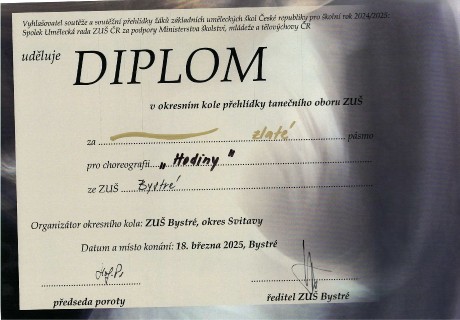 Vyhlašovatel soutěže a soutěžní přehlídky žáků základních uměleckých škol České republiky pro školní rok 2024/2025:
Spolek Umělecká rada ZUŠ ČR za podpory Ministerstva školství, mládeže a tělovýchovy ČR
uděluje DIPLOM
v okresním kole přehlídky tanečního oboru ZUŠ
za zlaté pásmo
pro choreografii „Hodiny"
ze ZUŠ Bystré
Organizátor okresního kola: ZUŠ Bystré, okres Svitavy
Datum a místo konání: 18. března 2025, Bystré
předseda poroty ředitel ZUŠ Bystré